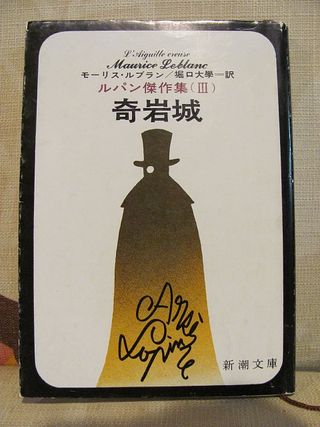 L'Aiguille creuse
Maurice Leblanc
モーリス・ルブラン／堀口大學＝訳
ルパン傑作集(III)
奇岩城
Arsène
Lupin
新潮文庫